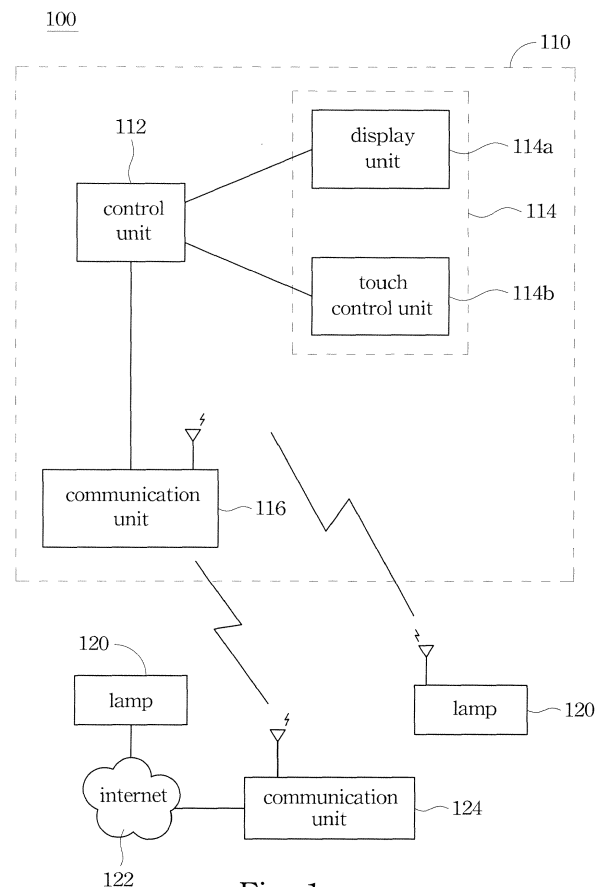 100
110
112
display
unit
114a
control
unit
114
touch
control unit
114b
communication
unit
116
120
lamp
lamp
120
internet
communication
unit
124
122
Fig. 1